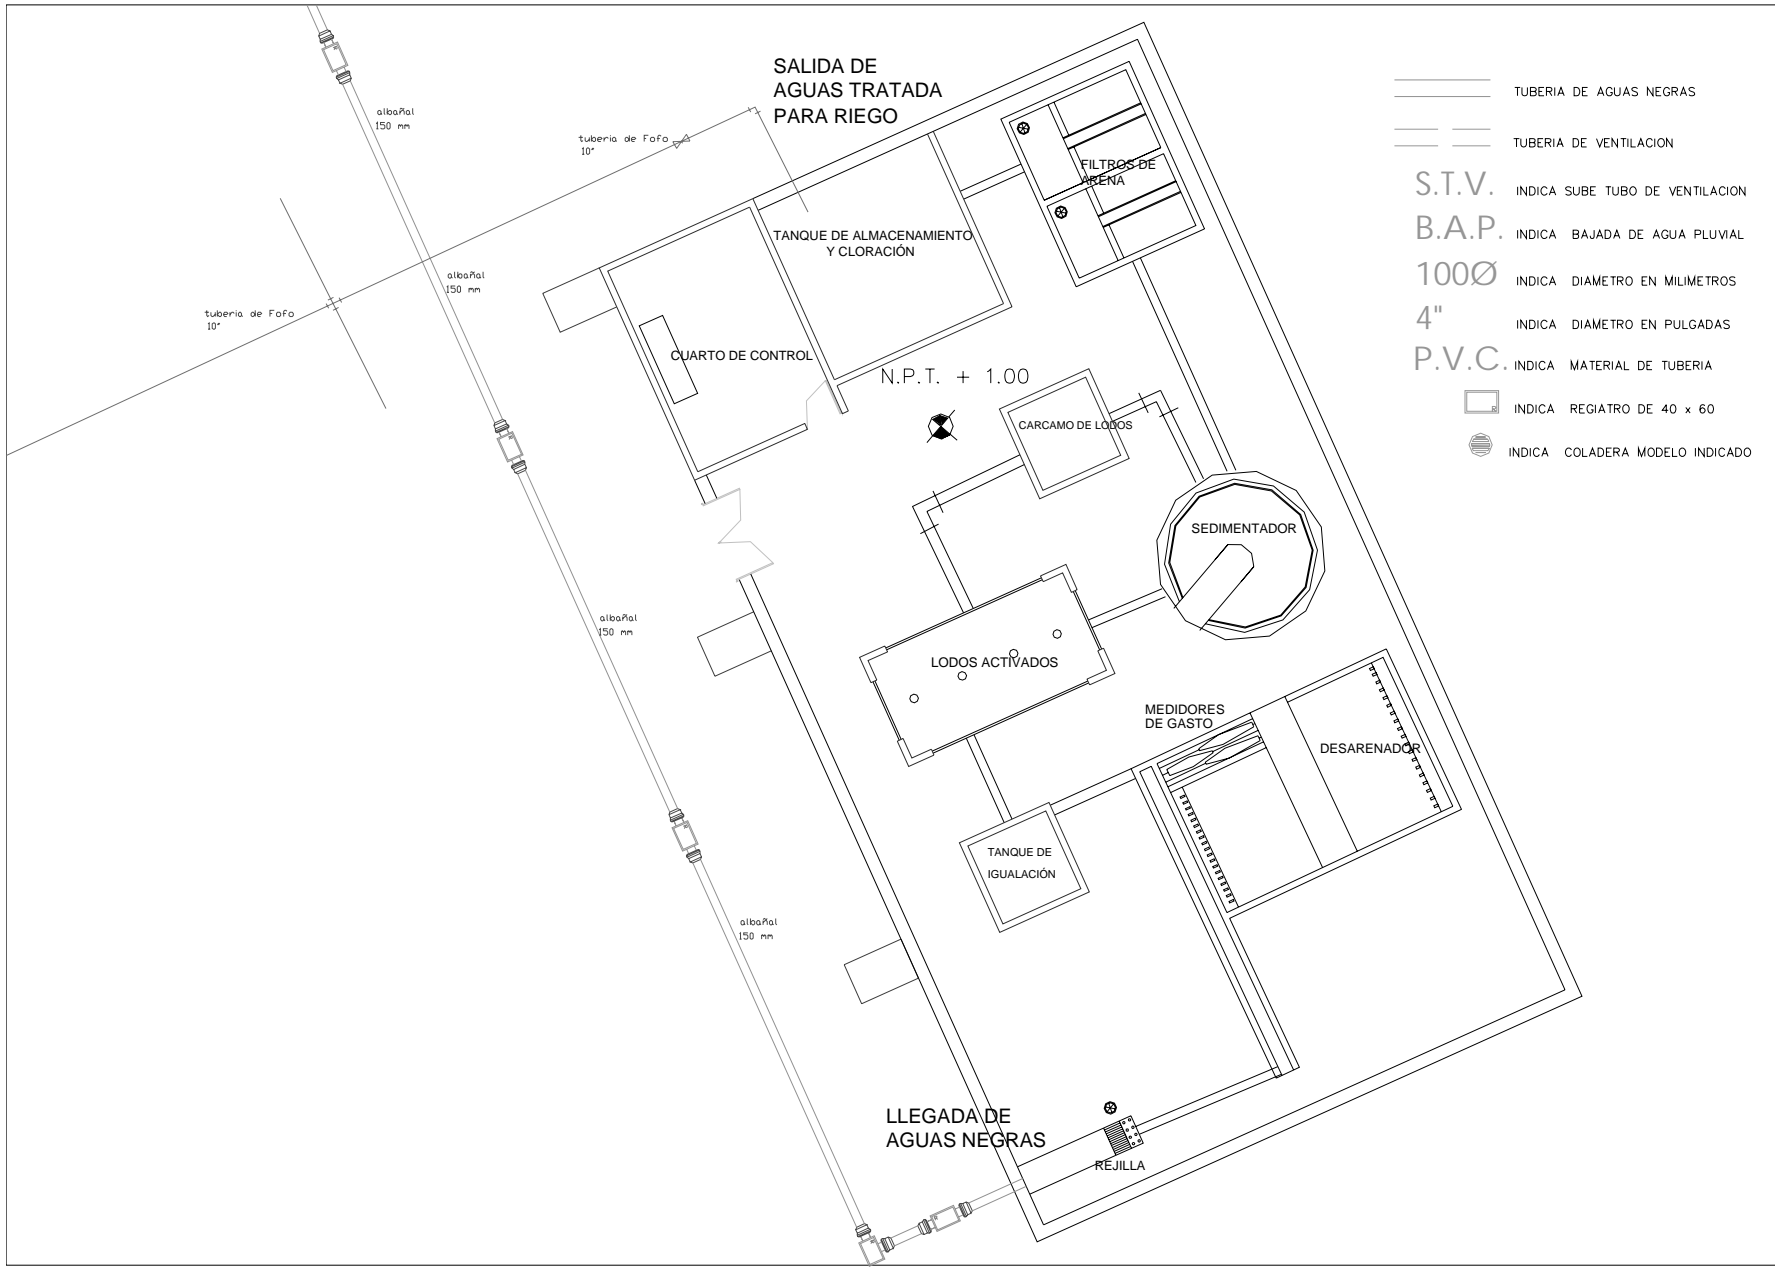 SALIDA DE
AGUAS TRATADA
PARA RIEGO
albañal
150 mm
tuberia de FoFo
10"
albañal
150 mm
tuberia de FoFo
10"
FILTROS DE
ARENA
TANQUE DE ALMACENAMIENTO
Y CLORACIÓN
CUARTO DE CONTROL
N.P.T. + 1.00
CARCAMO DE LODOS
SEDIMENTADOR
albañal
150 mm
LODOS ACTIVADOS
MEDIDORES
DE GASTO
DESARENADOR
TANQUE DE
IGUALACIÓN
albañal
150 mm
LLEGADA DE
AGUAS NEGRAS
REJILLA
TUBERIA DE AGUAS NEGRAS
TUBERIA DE VENTILACION
S.T.V. INDICA SUBE TUBO DE VENTILACION
B.A.P. INDICA BAJADA DE AGUA PLUVIAL
100Ø INDICA DIAMETRO EN MILIMETROS
4" INDICA DIAMETRO EN PULGADAS
P.V.C. INDICA MATERIAL DE TUBERIA
INDICA REGIATRO DE 40 x 60
INDICA COLADERA MODELO INDICADO